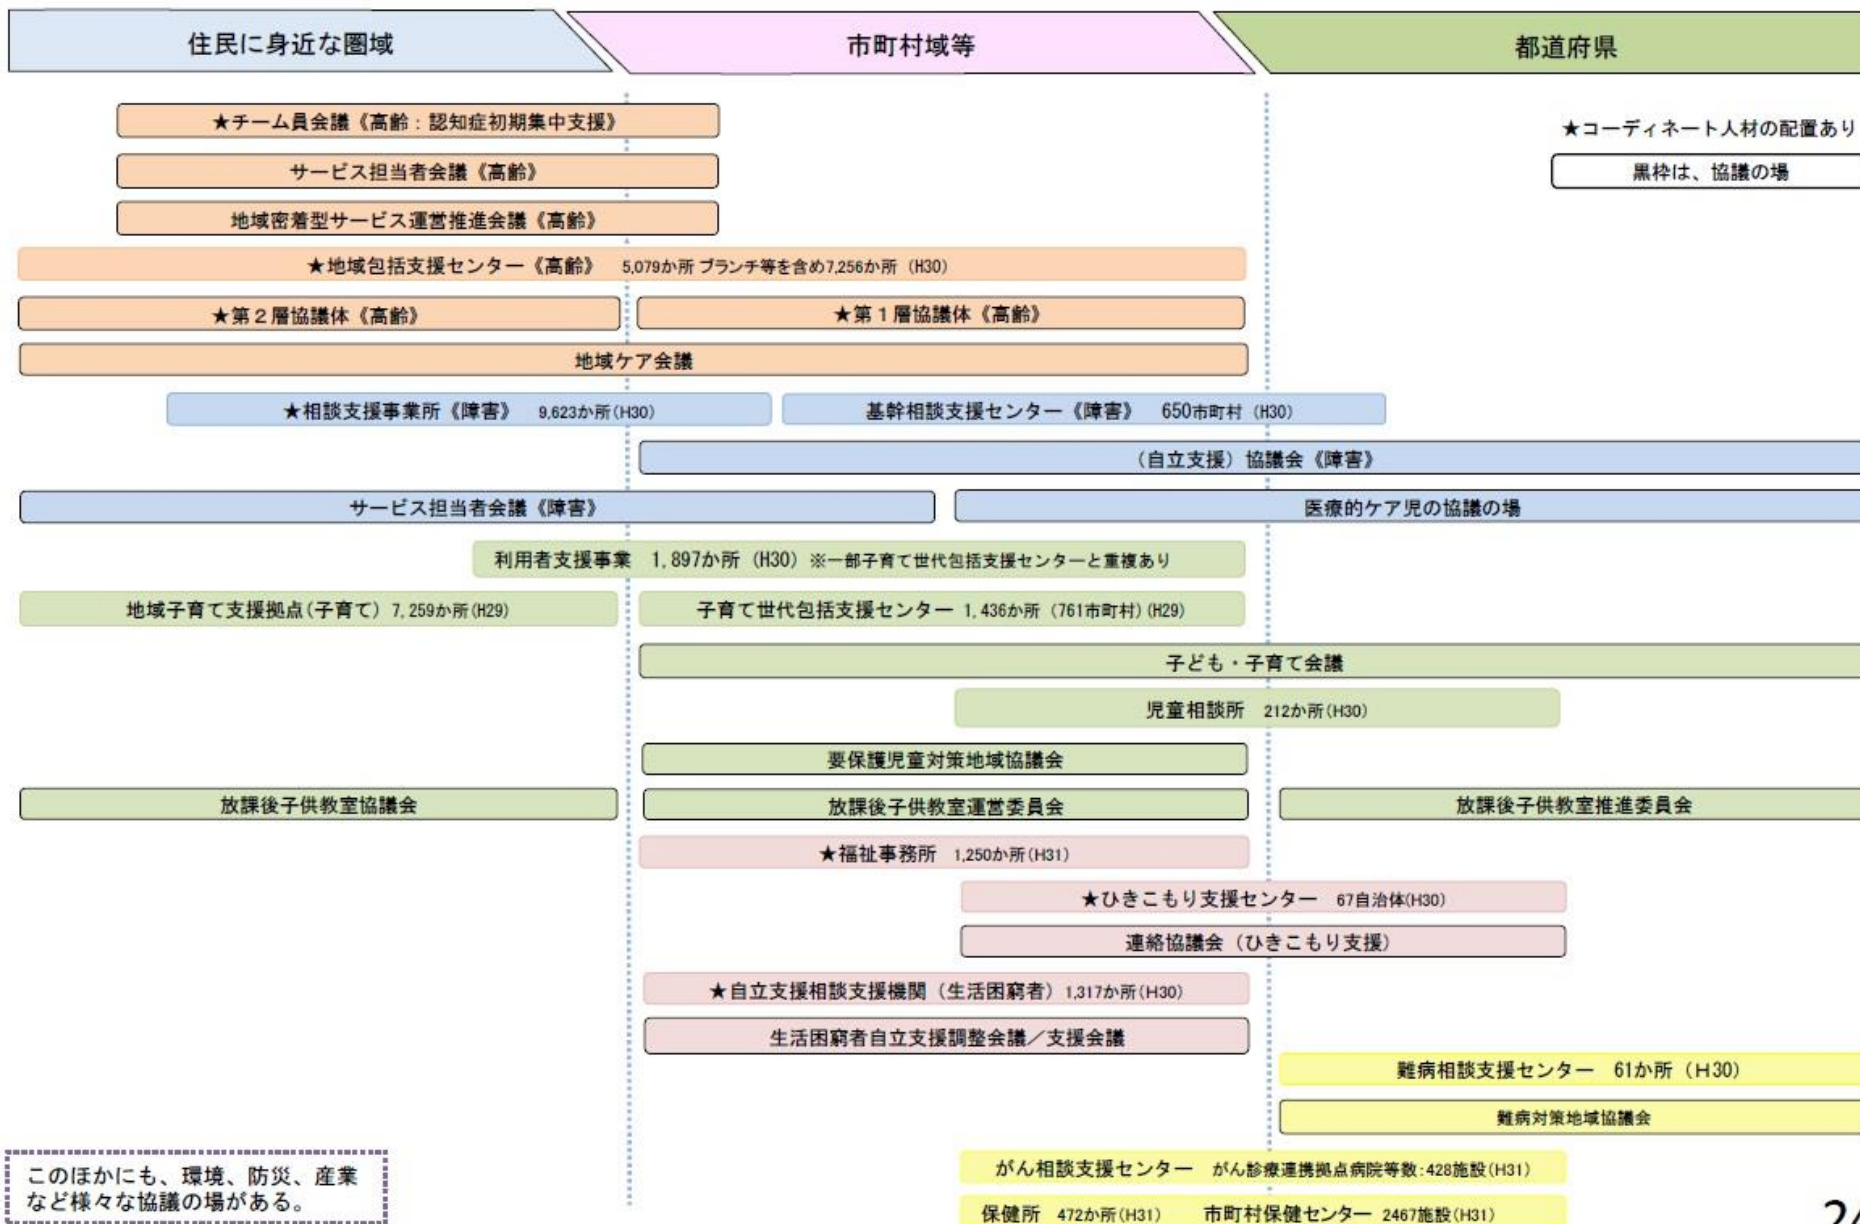 住民に身近な圏域
市町村域等
都道府県
★チーム員会議《高齢：認知症初期集中支援》
★コーディネート人材の配置あり
サービス担当者会議《高齢》
黒枠は、協議の場
地域密着型サービス運営推進会議《高齢》
★地域包括支援センター《高齢》 5,079か所 ブランチ等を含め7,256か所（H30）
★第２層協議体《高齢》
★第１層協議体《高齢》
地域ケア会議
★相談支援事業所《障害》 9,623か所(H30)
基幹相談支援センター《障害》 650市町村（H30）
（自立支援）協議会《障害》
サービス担当者会議《障害》
医療的ケア児の協議の場
利用者支援事業 1,897か所（H30）※一部子育て世代包括支援センターと重複あり
地域子育て支援拠点(子育て) 7,259か所(H29)
子育て世代包括支援センター 1,436か所（761市町村)(H29)
子ども・子育て会議
児童相談所 212か所(H30)
要保護児童対策地域協議会
放課後子供教室協議会
放課後子供教室運営委員会
放課後子供教室推進委員会
★福祉事務所 1,250か所(H31)
★ひきこもり支援センター 67自治体(H30)
連絡協議会（ひきこもり支援）
★自立支援相談支援機関（生活困窮者）1,317か所(H30)
生活困窮者自立支援調整会議／支援会議
難病相談支援センター 61か所（Ｈ30）
難病対策地域協議会
このほかにも、環境、防災、産業
など様々な協議の場がある。
がん相談支援センター がん診療連携拠点病院等数:428施設(H31)
保健所 472か所(H31) 市町村保健センター 2467施設(H31)